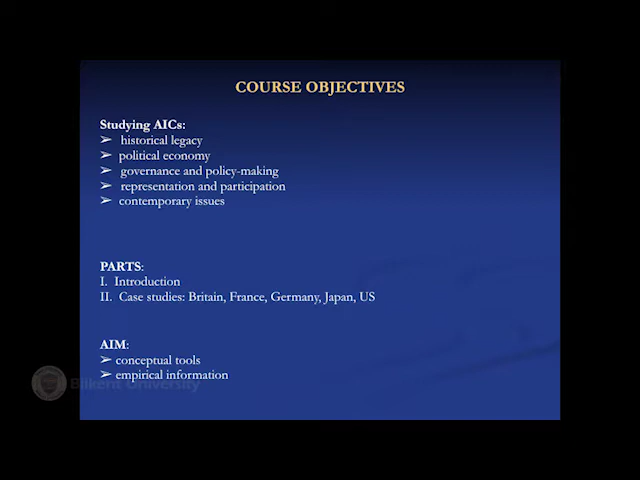 COURSE OBJECTIVES
Studying AICs:
➢ historical legacy
➢ political economy
➢ governance and policy-making
➢ representation and participation
➢ contemporary issues
PARTS:
I. Introduction
II. Case studies: Britain, France, Germany, Japan, US
AIM:
➢ conceptual tools
➢ empirical information
Bilkent University